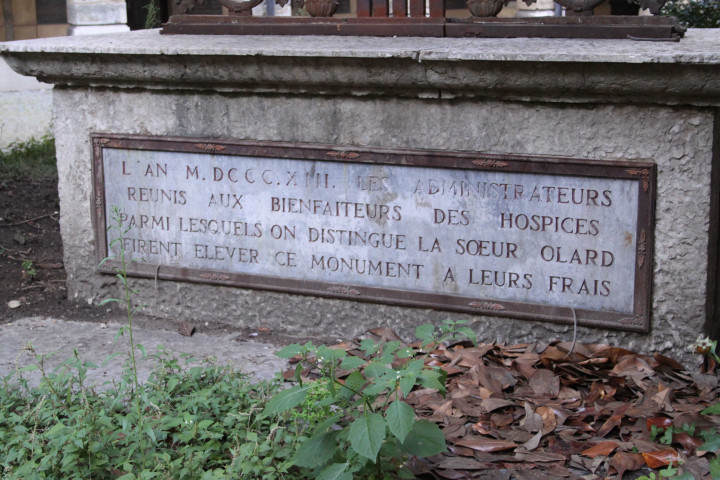 L'AN M.DCCC.XIII. LES ADMINISTRATEURS
REUNIS AUX BIENFAITEURS DES HOSPICES
PARMI LESQUELS ON DISTINGUE LA SŒUR OLARD
FIRENT ELEVER CE MONUMENT A LEURS FRAIS